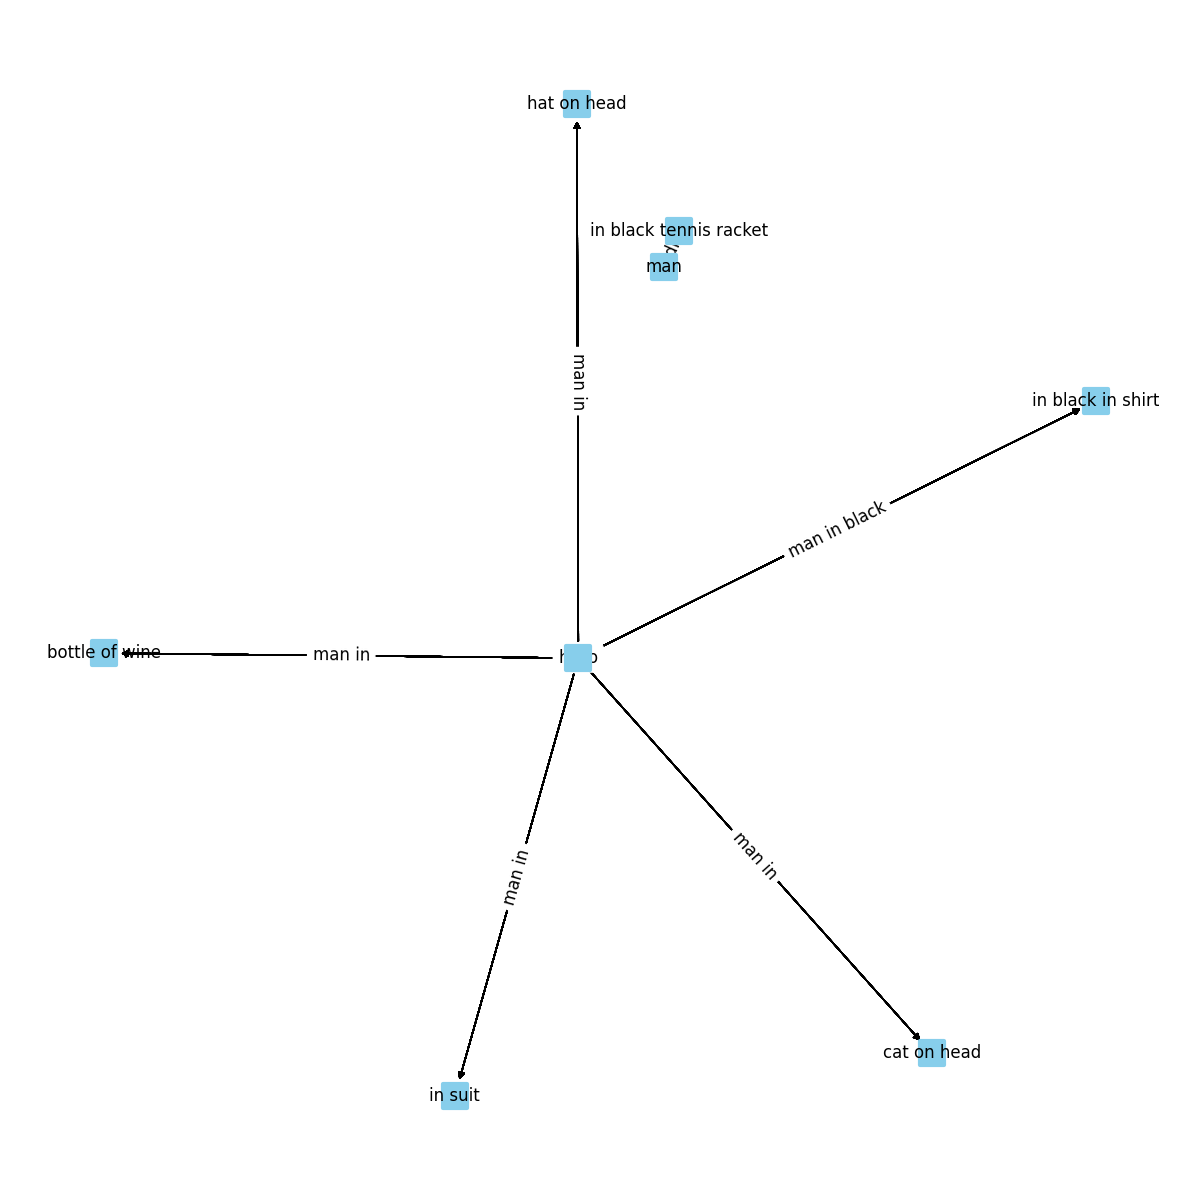 hat on head
in black tennis racket
man
man in
in black in shirt
man in black
bottle of wine
man in
man in
man in
cat on head
in suit